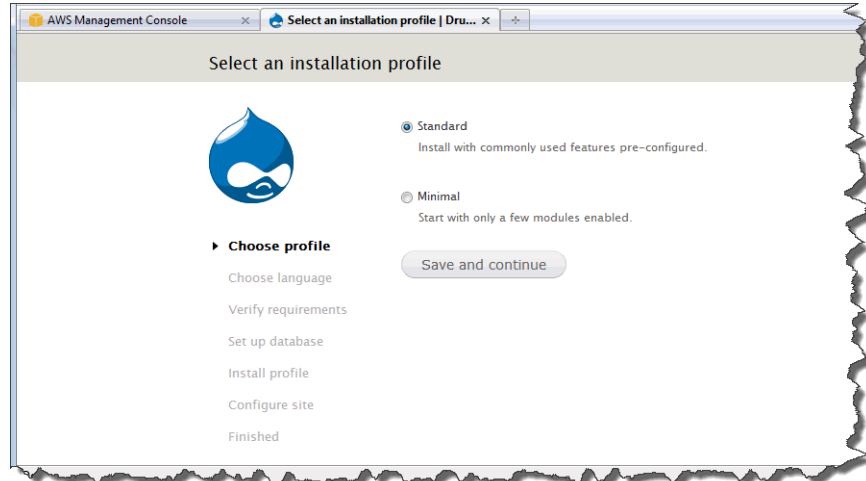 AWS Management Console
Select an installation profile | Dru...
Select an installation profile
Standard
Install with commonly used features pre-configured.
Minimal
Start with only a few modules enabled.
Save and continue
Choose profile
Choose language
Verify requirements
Set up database
Install profile
Configure site
Finished